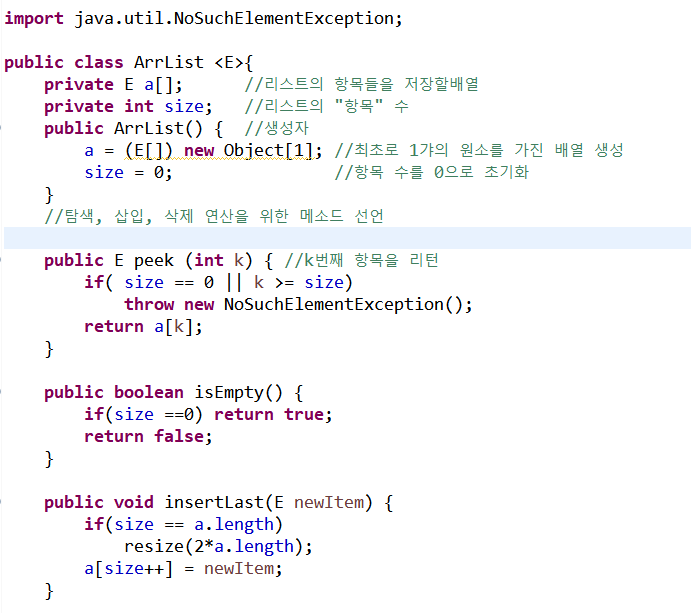 import java.util.NoSuchElementException;
public class ArrList <E>{
private E a[]; //리스트의 항목들을 저장할배열
private int size; //리스트의 "항목" 수
public ArrList() { //생성자
a = (E[]) new Object[1]; //최초로 1갸의 원소를 가진 배열 생성
size = 0; //항목 수를 0으로 초기화
}
//탐색, 삽입, 삭제 연산을 위한 메소드 선언
public E peek (int k) { //k번째 항목을 리턴
if( size == 0 || k >= size)
throw new NoSuchElementException();
return a[k];
}
public boolean isEmpty() {
if(size ==0) return true;
return false;
}
public void insertLast(E newItem) {
if(size == a.length)
resize(2*a.length);
a[size++] = newItem;
}